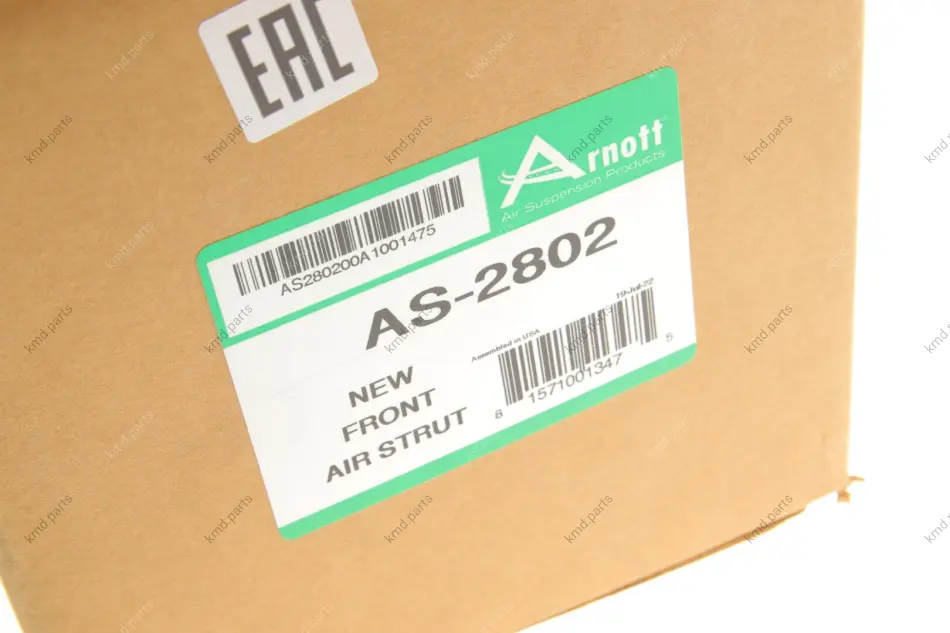 EAC
Arnott
Air Suspension Products
AS280200A1001475
AS-2802
19-Jul-22
Assembled in USA
NEW
FRONT
AIR STRUT
8 1571001347 5
kmd.parts